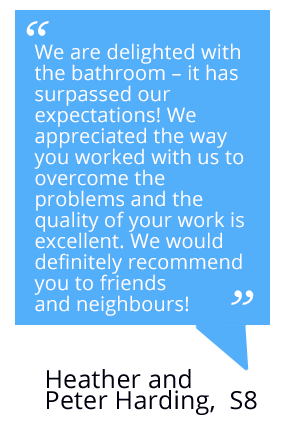 “
We are delighted with
the bathroom – it has
surpassed our
expectations! We
appreciated the way
you worked with us to
overcome the
problems and the
quality of your work is
excellent. We would
definitely recommend
you to friends
and neighbours! ”
Heather and
Peter Harding, S8